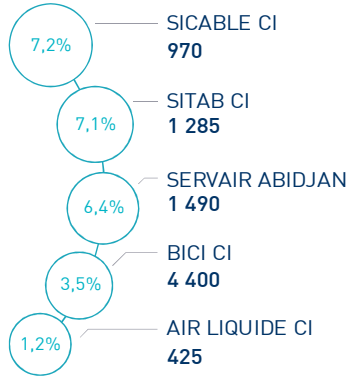 7,2%
SICABLE CI
970
7,1%
SITAB CI
1 285
6,4%
SERVAIR ABIDJAN
1 490
3,5%
BICI CI
4 400
1,2%
AIR LIQUIDE CI
425